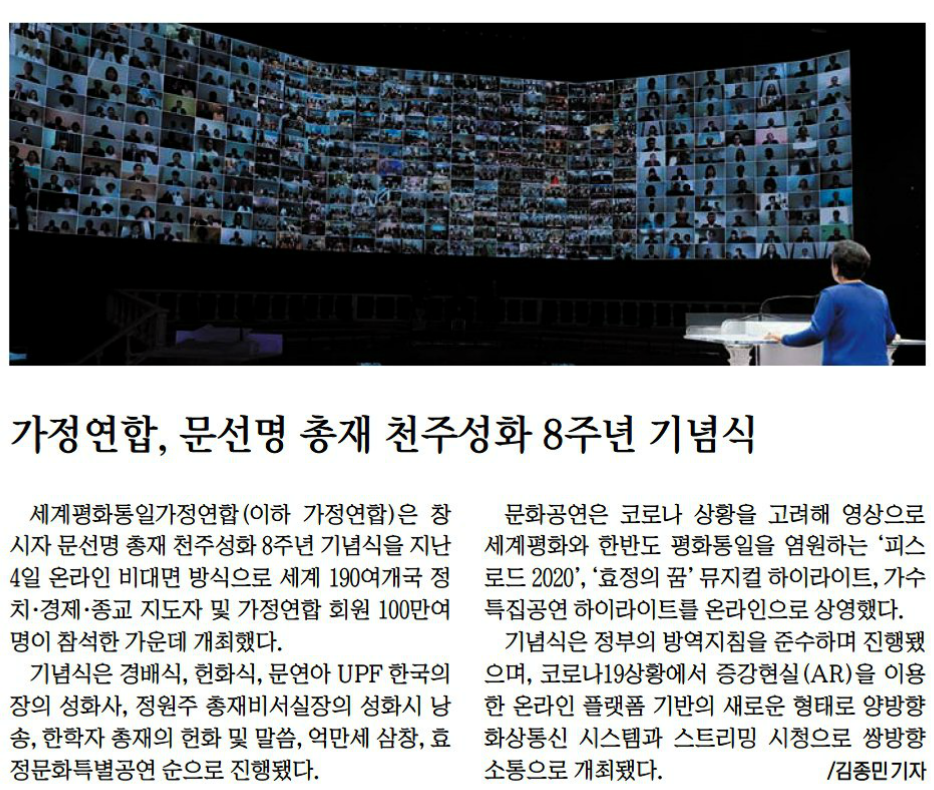 가정연합, 문선명 총재 천주성화 8주년 기념식
세계평화통일가정연합(이하 가정연합)은 창
시자 문선명 총재 천주성화 8주년 기념식을 지난
4일 온라인 비대면 방식으로 세계 190여개국 정
치·경제·종교 지도자 및 가정연합 회원 100만여
명이 참석한 가운데 개최했다.
기념식은 경배식, 헌화식, 문연아 UPF 한국의
장의 성화사, 정원주 총재비서실장의 성화시 낭
송, 한학자 총재의 헌화 및 말씀, 억만세 삼창, 효
정문화특별공연 순으로 진행됐다.
문화공연은 코로나 상황을 고려해 영상으로
세계평화와 한반도 평화통일을 염원하는 ‘피스
로드 2020’, ‘효정의 꿈’ 뮤지컬 하이라이트, 가수
특집공연 하이라이트를 온라인으로 상영했다.
기념식은 정부의 방역지침을 준수하며 진행됐
으며, 코로나19상황에서 증강현실(AR)을 이용
한 온라인 플랫폼 기반의 새로운 형태로 양방향
화상통신 시스템과 스트리밍 시청으로 쌍방향
소통으로 개최됐다. /김종민기자